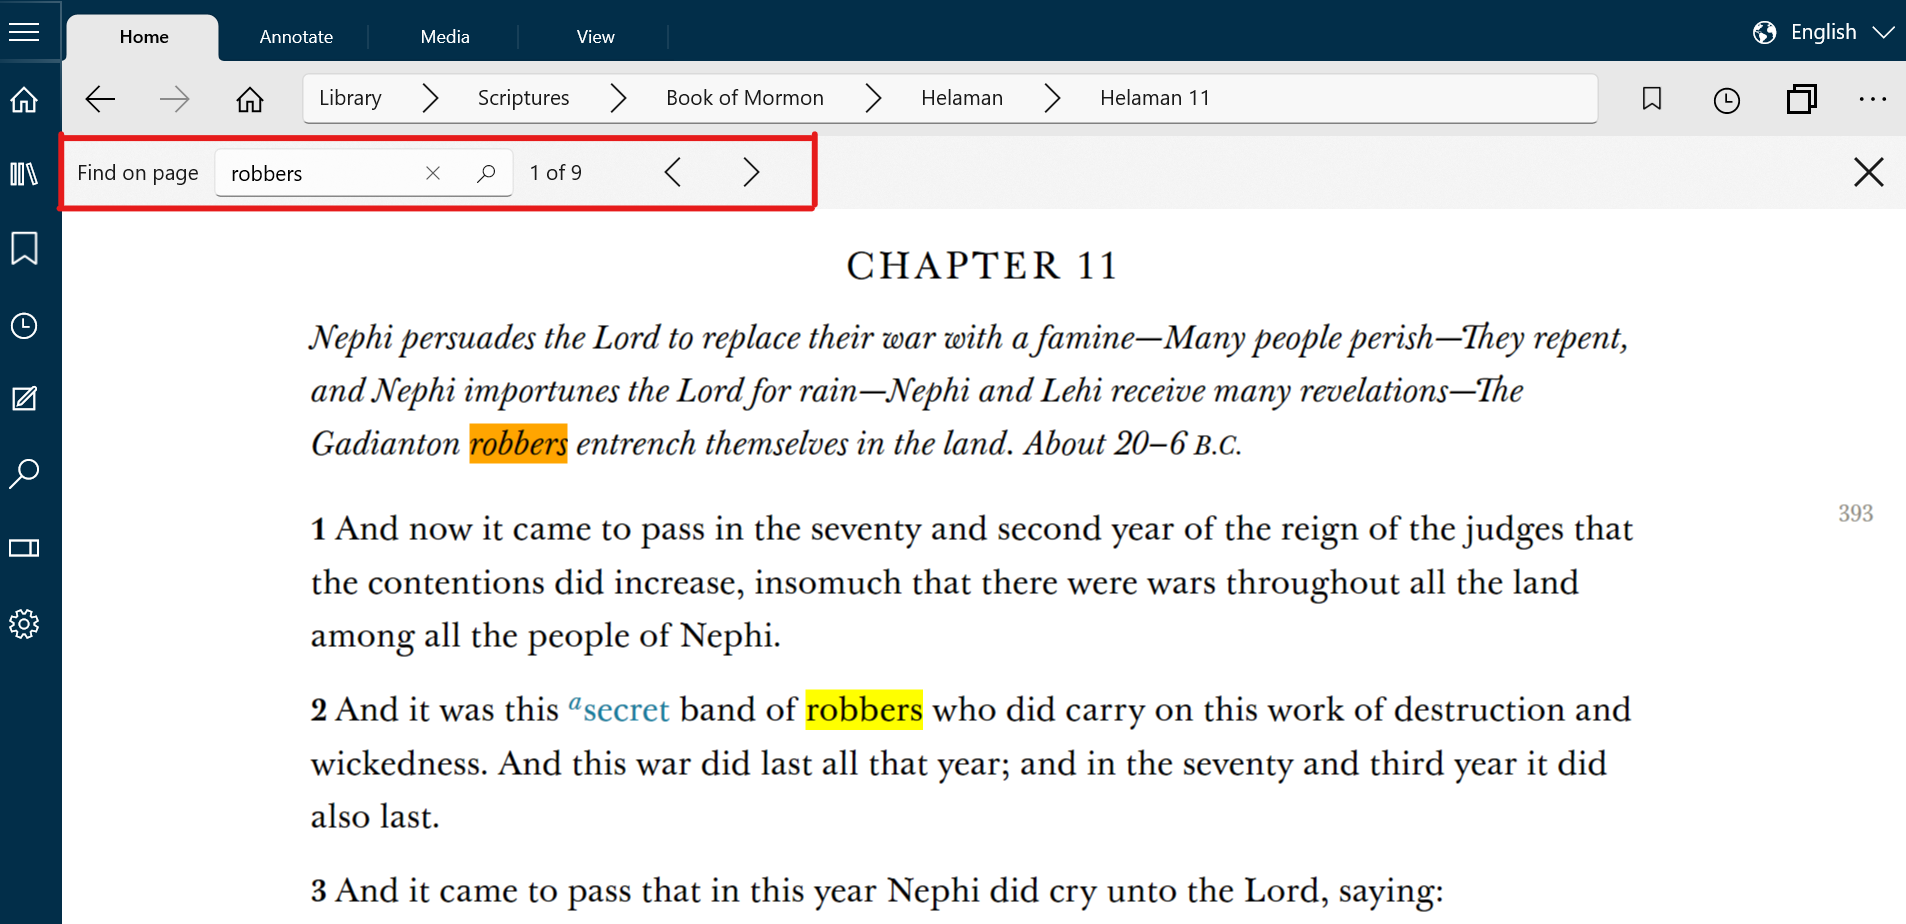 Home Annotate Media View English
Library Scriptures Book of Mormon Helaman Helaman 11
Find on page robbers 1 of 9
CHAPTER 11
Nephi persuades the Lord to replace their war with a famine—Many people perish—They repent,
and Nephi importunes the Lord for rain—Nephi and Lehi receive many revelations—The
Gadianton robbers entrench themselves in the land. About 20–6 B.C.
393
1 And now it came to pass in the seventy and second year of the reign of the judges that
the contentions did increase, insomuch that there were wars throughout all the land
among all the people of Nephi.
2 And it was this a secret band of robbers who did carry on this work of destruction and
wickedness. And this war did last all that year; and in the seventy and third year it did
also last.
3 And it came to pass that in this year Nephi did cry unto the Lord, saying: